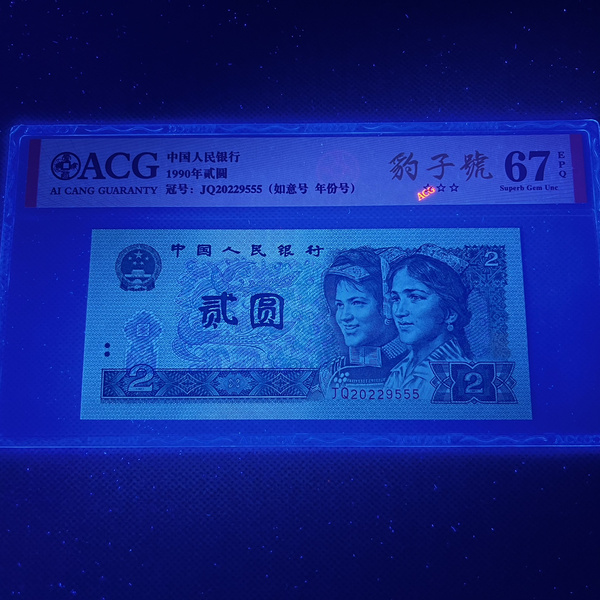 ACG
AI CANG GUARANTY
中国人民银行
1990年贰圆
冠号：JQ20229555（如意号 年份号）
豹子號
ACG
67
EPQ
Superb Gem Unc
中国人民银行
2
贰圆
2
JQ20229555
2